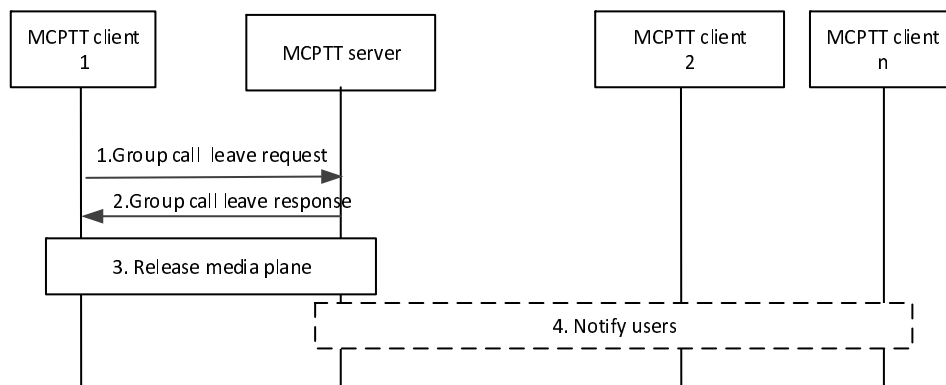 MCPTT client
1
MCPTT server
MCPTT client
2
MCPTT client
n
1.Group call leave request
2.Group call leave response
3. Release media plane
4. Notify users